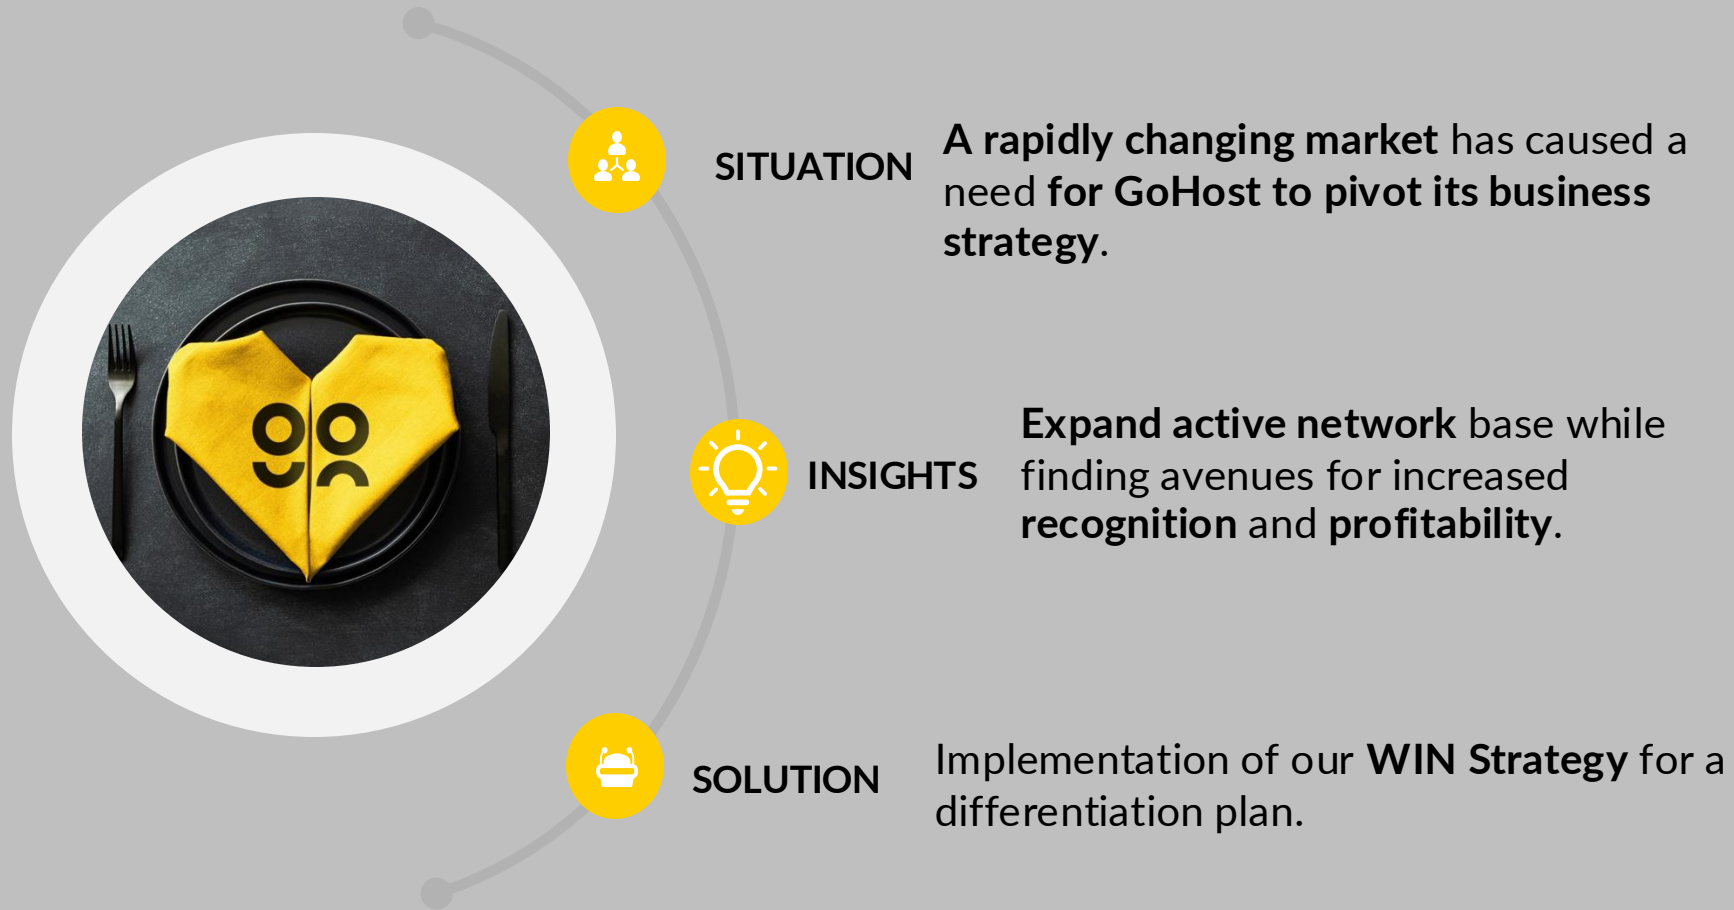 SITUATION
A rapidly changing market has caused a
need for GoHost to pivot its business
strategy.
INSIGHTS
Expand active network base while
finding avenues for increased
recognition and profitability.
SOLUTION
Implementation of our WIN Strategy for a
differentiation plan.